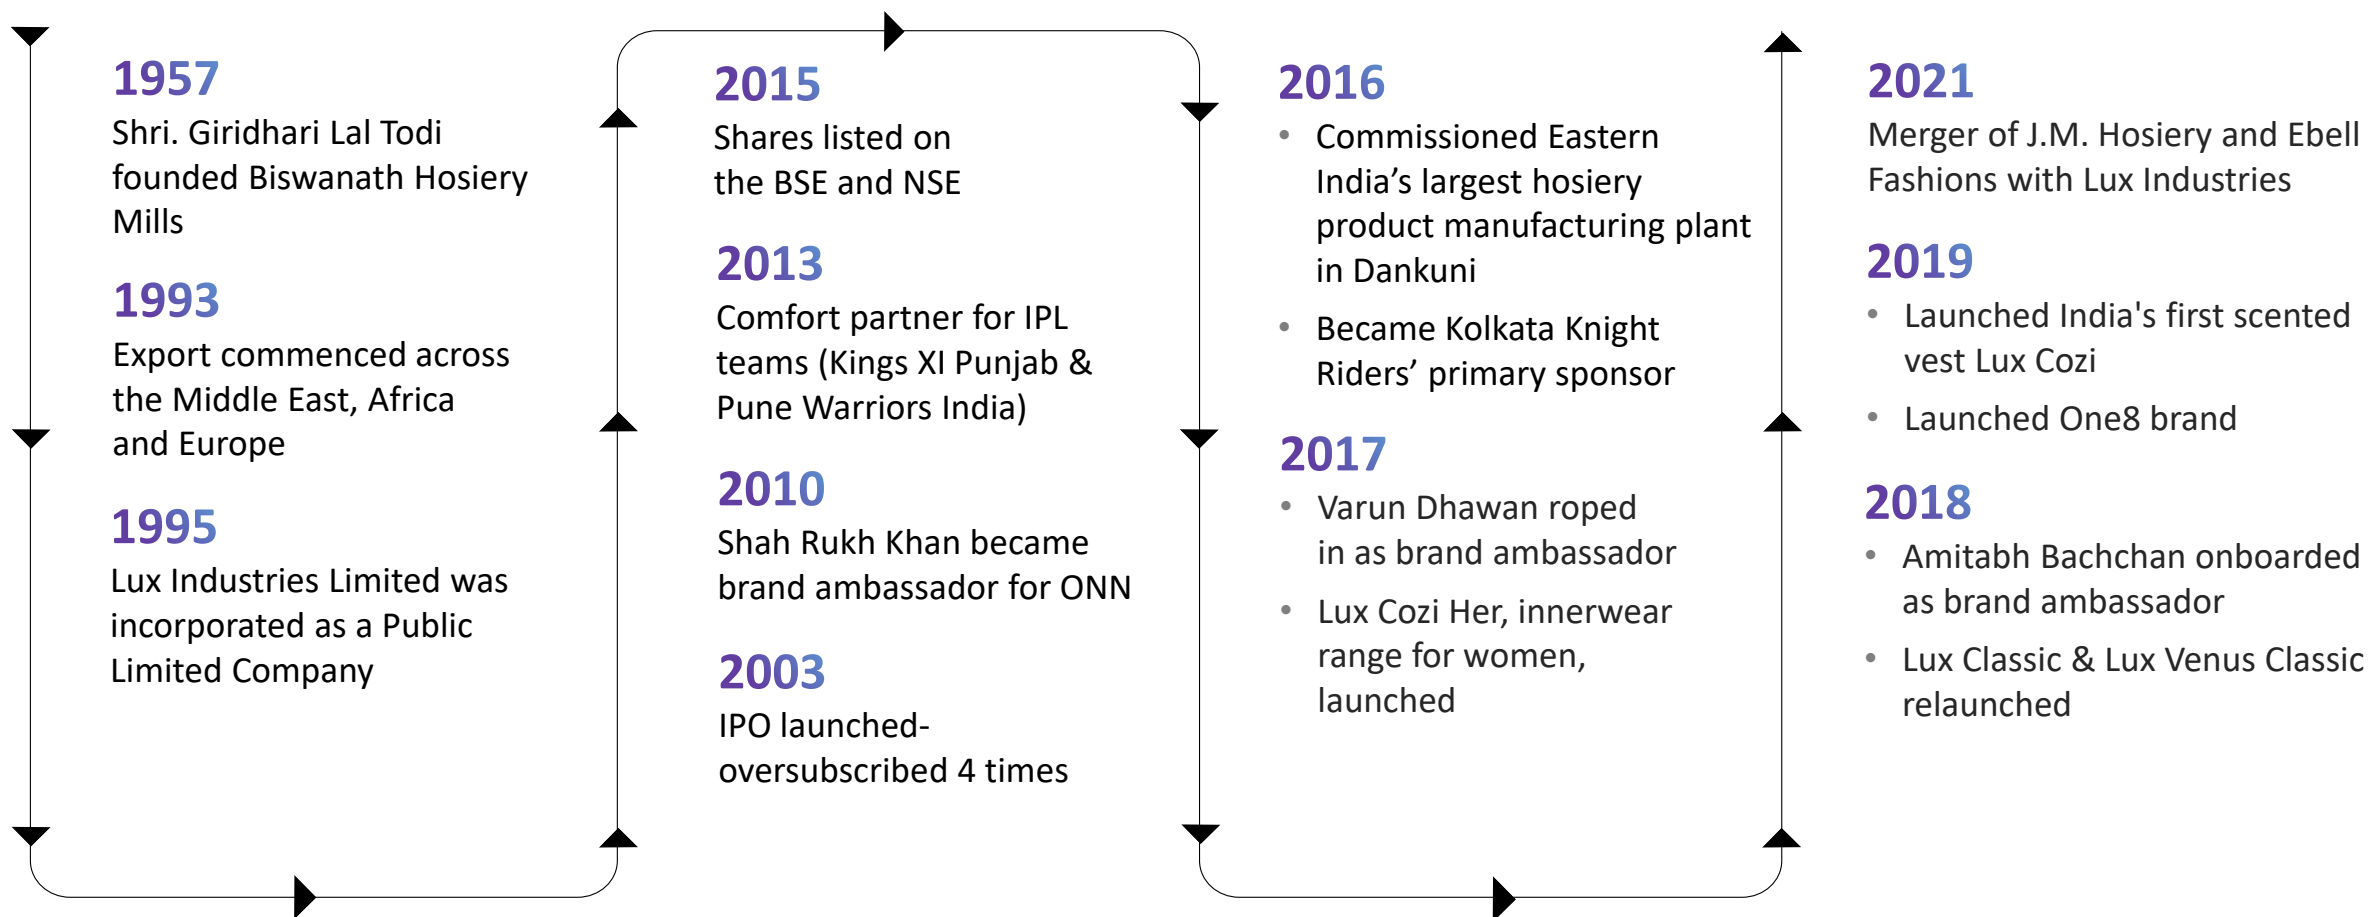 1957
Shri. Giridhari Lal Todi
founded Biswanath Hosiery
Mills
1993
Export commenced across
the Middle East, Africa
and Europe
1995
Lux Industries Limited was
incorporated as a Public
Limited Company
2015
Shares listed on
the BSE and NSE
2013
Comfort partner for IPL
teams (Kings XI Punjab &
Pune Warriors India)
2010
Shah Rukh Khan became
brand ambassador for ONN
2003
IPO launched-
oversubscribed 4 times
2016
• Commissioned Eastern
India’s largest hosiery
product manufacturing plant
in Dankuni
• Became Kolkata Knight
Riders’ primary sponsor
2017
• Varun Dhawan roped
in as brand ambassador
• Lux Cozi Her, innerwear
range for women,
launched
2021
Merger of J.M. Hosiery and Ebell
Fashions with Lux Industries
2019
• Launched India's first scented
vest Lux Cozi
• Launched One8 brand
2018
• Amitabh Bachchan onboarded
as brand ambassador
• Lux Classic & Lux Venus Classic
relaunched